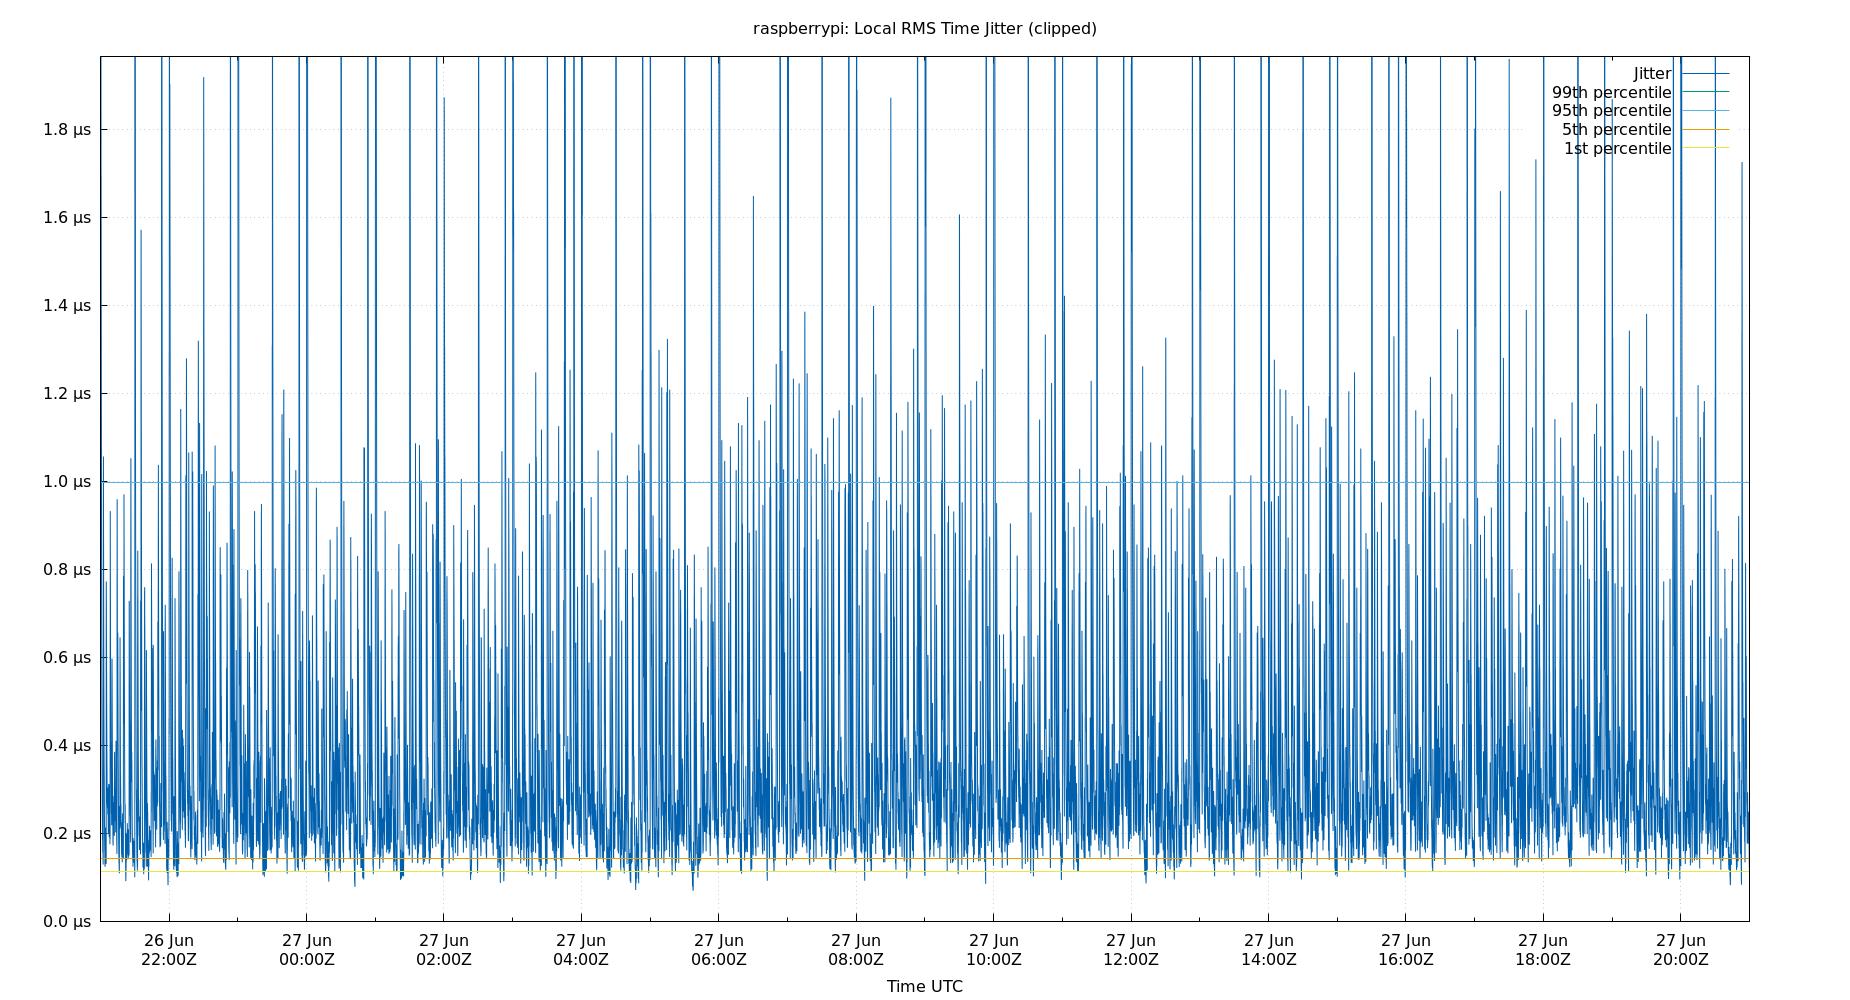 raspberrypi: Local RMS Time Jitter (clipped)
Jitter
99th percentile
95th percentile
5th percentile
1st percentile
1.8 µs
1.6 µs
1.4 µs
1.2 µs
1.0 µs
0.8 µs
0.6 µs
0.4 µs
0.2 µs
0.0 µs
26 Jun 27 Jun 27 Jun 27 Jun 27 Jun 27 Jun 27 Jun 27 Jun 27 Jun 27 Jun 27 Jun 27 Jun
22:00Z 00:00Z 02:00Z 04:00Z 06:00Z 08:00Z 10:00Z 12:00Z 14:00Z 16:00Z 18:00Z 20:00Z
Time UTC